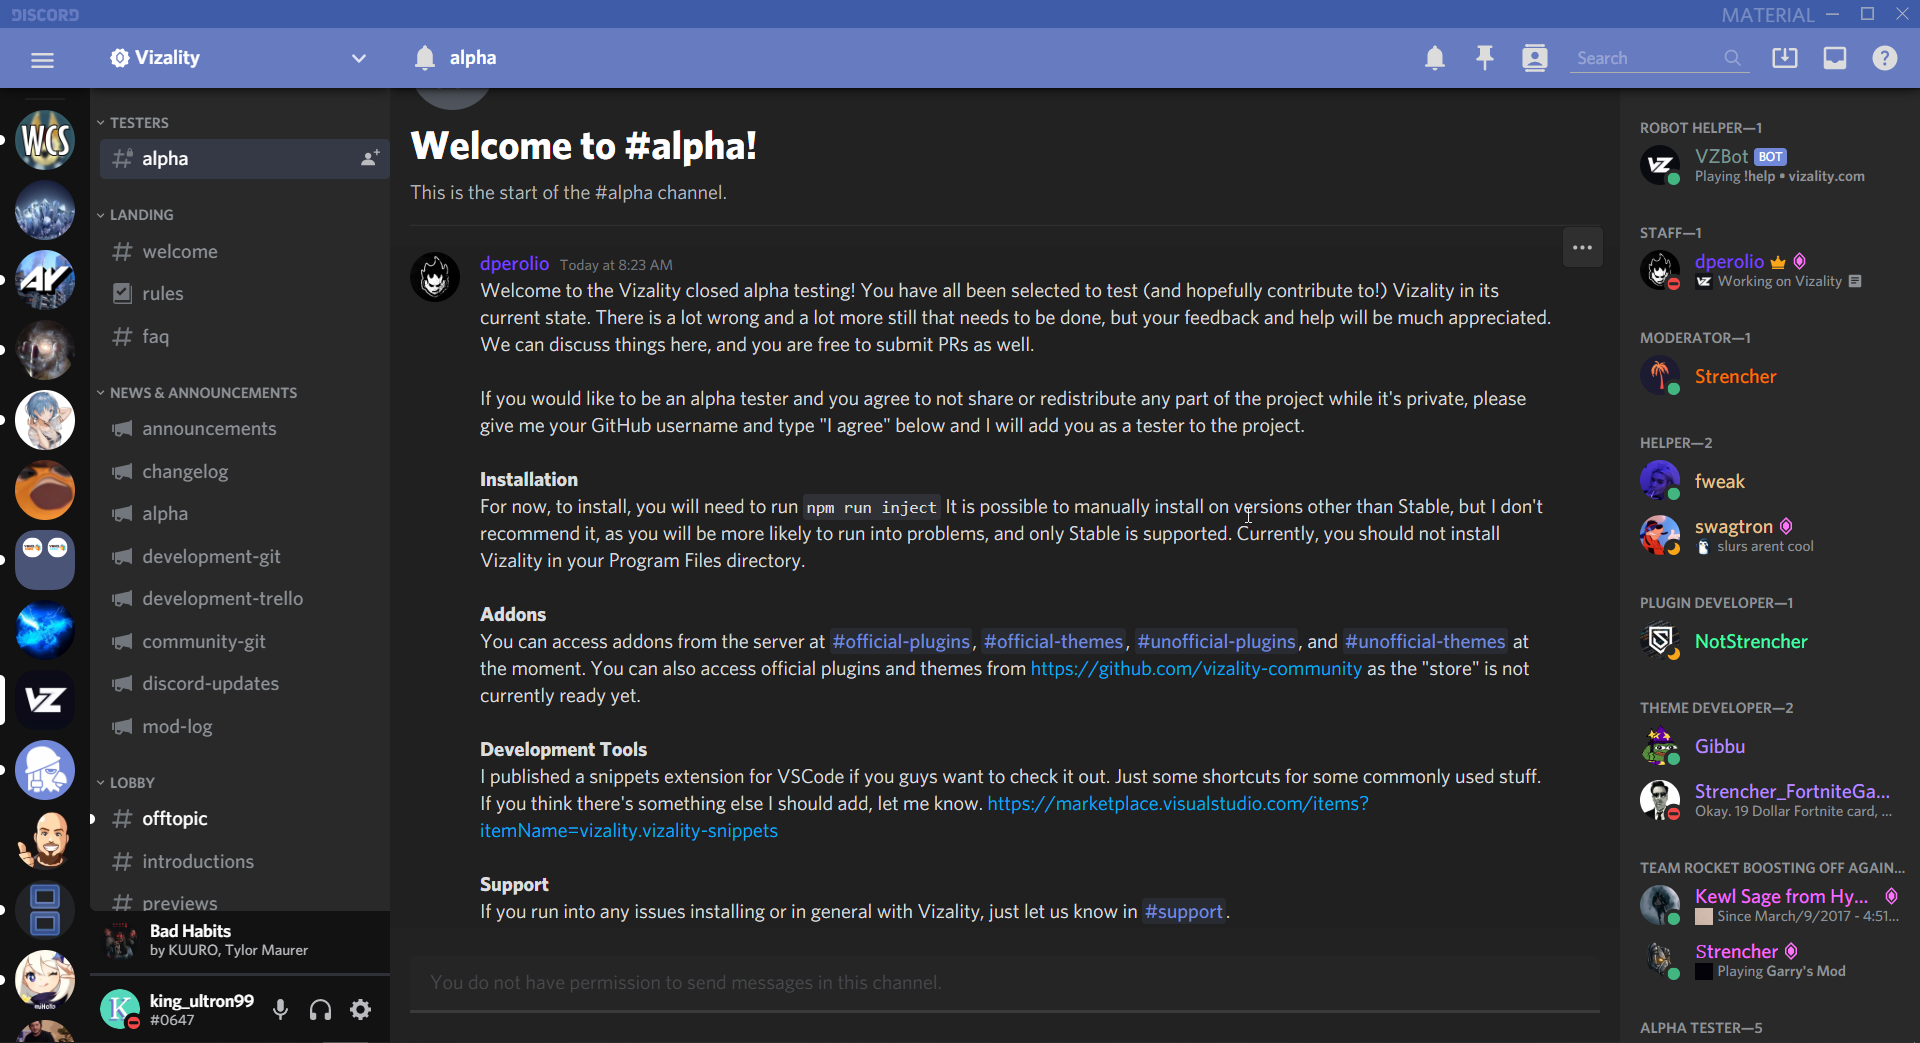 DISCORD
MATERIAL
Vizality
alpha
Search
WCS
AY
VZ
miHoYo
TESTERS
alpha
LANDING
welcome
rules
faq
NEWS & ANNOUNCEMENTS
announcements
changelog
alpha
development-git
development-trello
community-git
discord-updates
mod-log
LOBBY
offtopic
introductions
previews
Bad Habits
by KUURO, Tylor Maurer
K
king_ultron99
#0647
Welcome to #alpha!
This is the start of the #alpha channel.
dperolio Today at 8:23 AM
Welcome to the Vizality closed alpha testing! You have all been selected to test (and hopefully contribute to!) Vizality in its
current state. There is a lot wrong and a lot more still that needs to be done, but your feedback and help will be much appreciated.
We can discuss things here, and you are free to submit PRs as well.
If you would like to be an alpha tester and you agree to not share or redistribute any part of the project while it's private, please
give me your GitHub username and type "I agree" below and I will add you as a tester to the project.
Installation
For now, to install, you will need to run npm run inject It is possible to manually install on versions other than Stable, but I don't
recommend it, as you will be more likely to run into problems, and only Stable is supported. Currently, you should not install
Vizality in your Program Files directory.
Addons
You can access addons from the server at #official-plugins, #official-themes, #unofficial-plugins, and #unofficial-themes at
the moment. You can also access official plugins and themes from https://github.com/vizality-community as the "store" is not
currently ready yet.
Development Tools
I published a snippets extension for VSCode if you guys want to check it out. Just some shortcuts for some commonly used stuff.
If you think there's something else I should add, let me know. https://marketplace.visualstudio.com/items?
itemName=vizality.vizality-snippets
Support
If you run into any issues installing or in general with Vizality, just let us know in #support.
You do not have permission to send messages in this channel.
ROBOT HELPER—1
VZ
VZBot BOT
Playing !help • vizality.com
STAFF—1
dperolio
VZ Working on Vizality
MODERATOR—1
Strencher
HELPER—2
fweak
swagtron
slurs arent cool
PLUGIN DEVELOPER—1
NotStrencher
THEME DEVELOPER—2
Gibbu
Strencher_FortniteGa...
Okay. 19 Dollar Fortnite card, ...
TEAM ROCKET BOOSTING OFF AGAIN...
Kewl Sage from Hy...
Since March/9/2017 - 4:51...
Strencher
Playing Garry's Mod
ALPHA TESTER—5